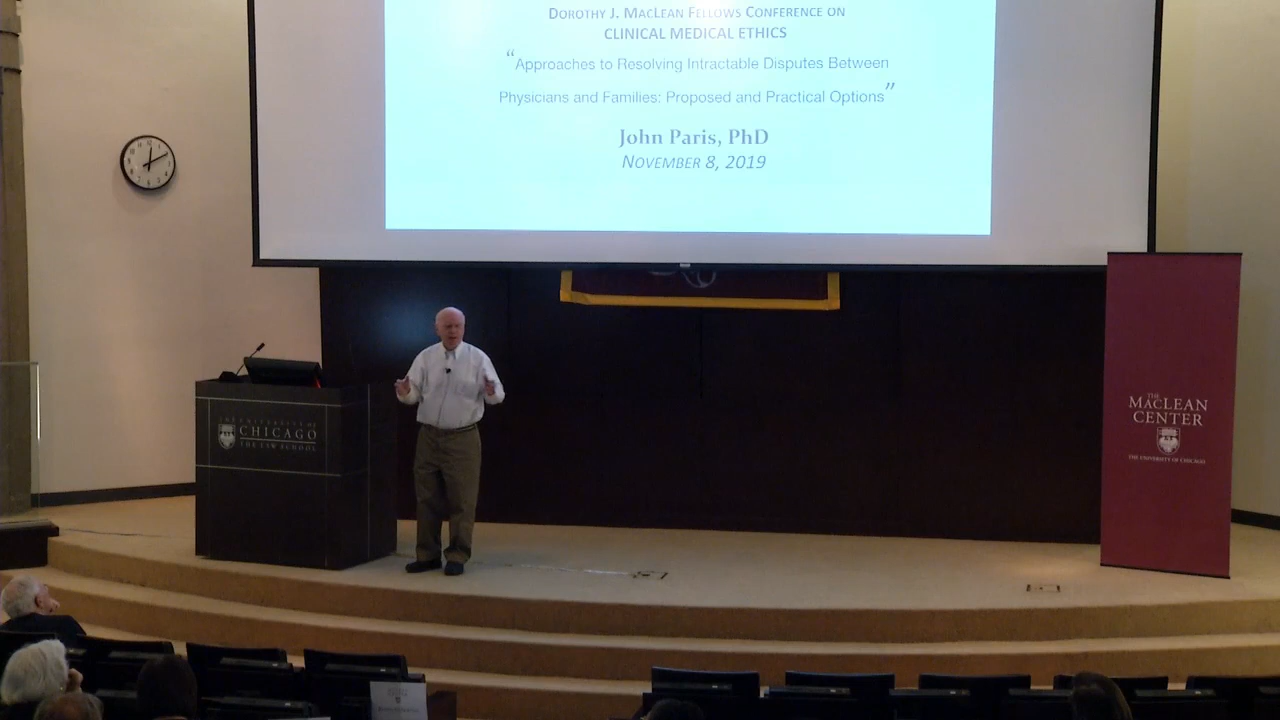 DOROTHY J. MACLEAN FELLOWS CONFERENCE ON
CLINICAL MEDICAL ETHICS
“Approaches to Resolving Intractable Disputes Between
Physicians and Families: Proposed and Practical Options”
John Paris, PhD
NOVEMBER 8, 2019
THE UNIVERSITY OF
CHICAGO
THE LAW SCHOOL
THE
MACLEAN
CENTER
THE UNIVERSITY OF CHICAGO